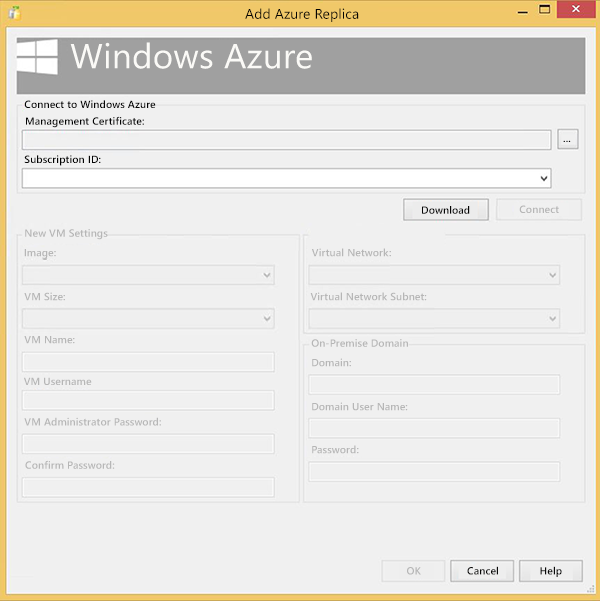 Add Azure Replica
Windows Azure
Connect to Windows Azure
Management Certificate:
...
Subscription ID:
Download
Connect
New VM Settings
Image:
VM Size:
VM Name:
VM Username
VM Administrator Password:
Confirm Password:
Virtual Network:
Virtual Network Subnet:
On-Premise Domain
Domain:
Domain User Name:
Password:
OK
Cancel
Help